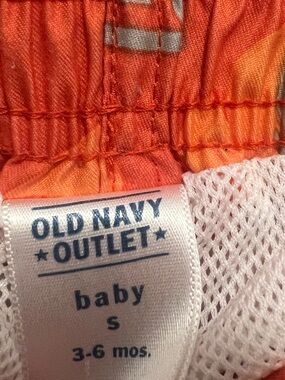 OLD NAVY
★ OUTLET ★
baby
S
3-6 mos.